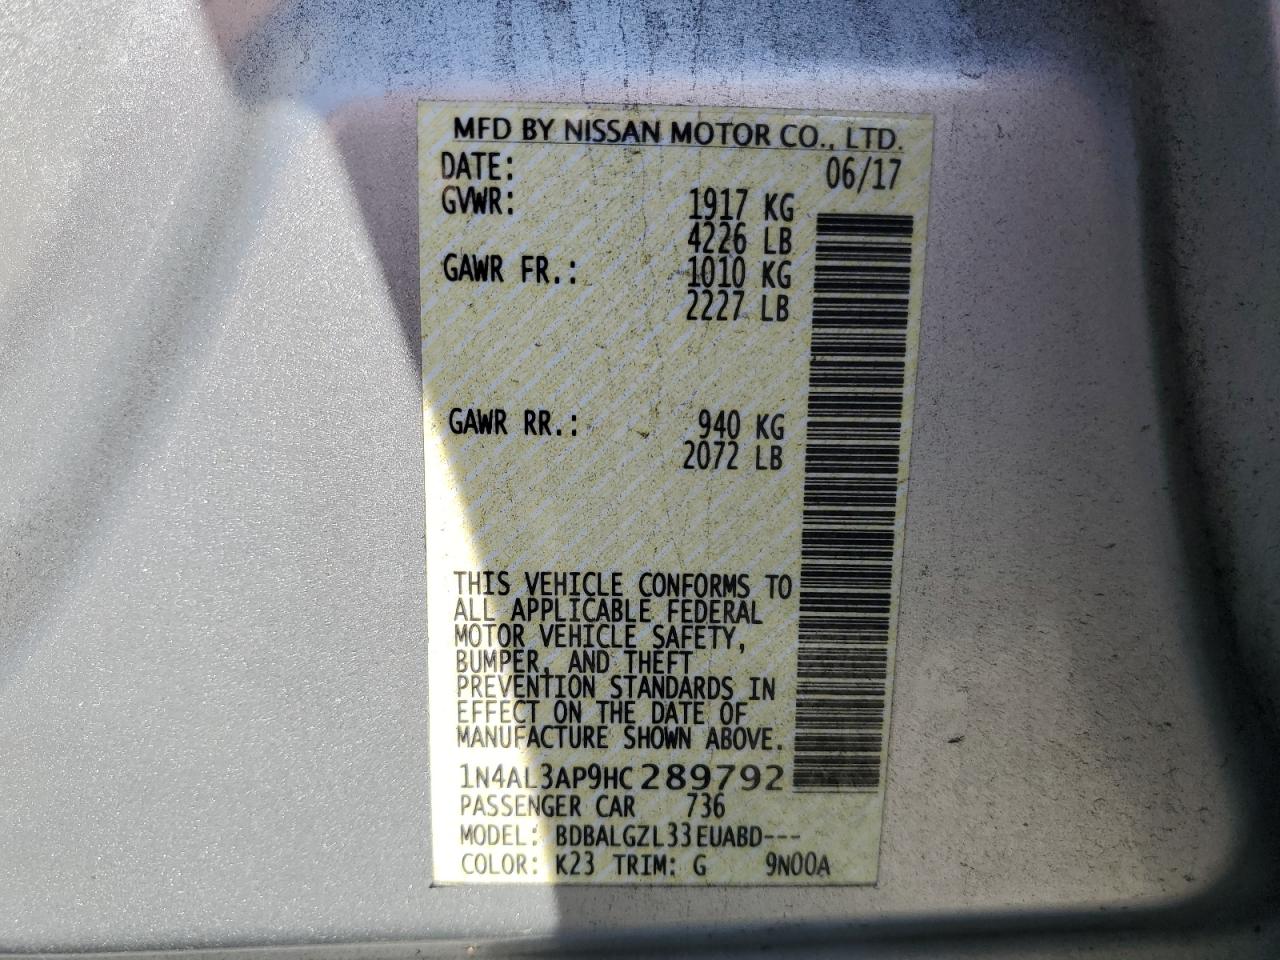 MFD BY NISSAN MOTOR CO., LTD.
DATE: 06/17
GVWR: 1917 KG
4226 LB
GAWR FR.: 1010 KG
2227 LB
GAWR RR.: 940 KG
2072 LB
THIS VEHICLE CONFORMS TO
ALL APPLICABLE FEDERAL
MOTOR VEHICLE SAFETY,
BUMPER, AND THEFT
PREVENTION STANDARDS IN
EFFECT ON THE DATE OF
MANUFACTURE SHOWN ABOVE.
1N4AL3AP9HC289792
PASSENGER CAR 736
MODEL: BDBALGZL33EUABD---
COLOR: K23 TRIM: G 9N00A